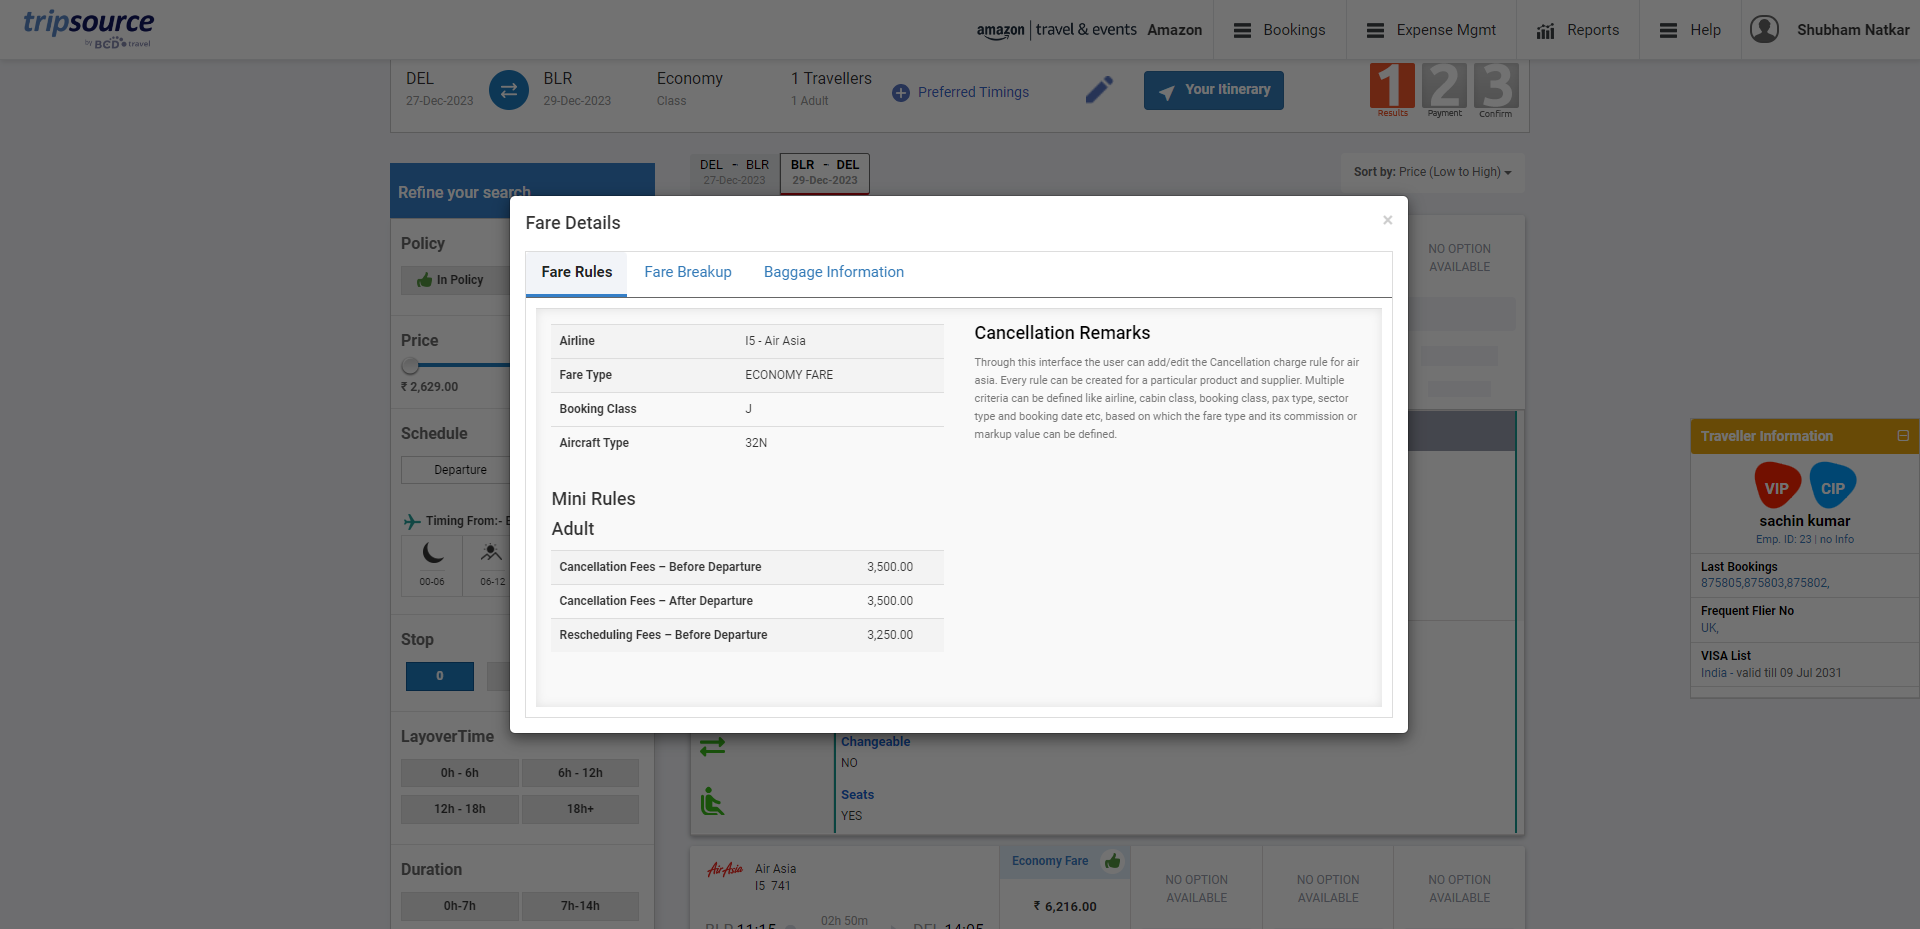 tripsource
by BCD travel
amazon travel & events Amazon
Bookings
Expense Mgmt
Reports
Help
Shubham Natkar
DEL
27-Dec-2023
BLR
29-Dec-2023
Economy
Class
1 Travellers
1 Adult
Preferred Timings
Your Itinerary
1 2 3
Results Payment Confirm
DEL - BLR
27-Dec-2023
BLR - DEL
29-Dec-2023
Sort by: Price (Low to High)
Refine your search
Policy
In Policy
Price
₹ 2,629.00
Schedule
Departure
Timing From:-
00-06 06-12
Stop
0
LayoverTime
0h - 6h 6h - 12h
12h - 18h 18h+
Duration
0h-7h 7h-14h
Fare Details
×
Fare Rules Fare Breakup Baggage Information
Airline I5 - Air Asia
Fare Type ECONOMY FARE
Booking Class J
Aircraft Type 32N
Mini Rules
Adult
Cancellation Fees – Before Departure 3,500.00
Cancellation Fees – After Departure 3,500.00
Rescheduling Fees – Before Departure 3,250.00
Cancellation Remarks
Through this interface the user can add/edit the Cancellation charge rule for air
asia. Every rule can be created for a particular product and supplier. Multiple
criteria can be defined like airline, cabin class, booking class, pax type, sector
type and booking date etc, based on which the fare type and its commission or
markup value can be defined.
NO OPTION
AVAILABLE
Changeable
NO
Seats
YES
AirAsia
Air Asia
I5 741
02h 50m
BLR 11:15
DEL 14:05
Economy Fare
₹ 6,216.00
NO OPTION
AVAILABLE
NO OPTION
AVAILABLE
NO OPTION
AVAILABLE
Traveller Information
VIP CIP
sachin kumar
Emp. ID: 23 | no Info
Last Bookings
875805,875803,875802,
Frequent Flier No
UK,
VISA List
India - valid till 09 Jul 2031